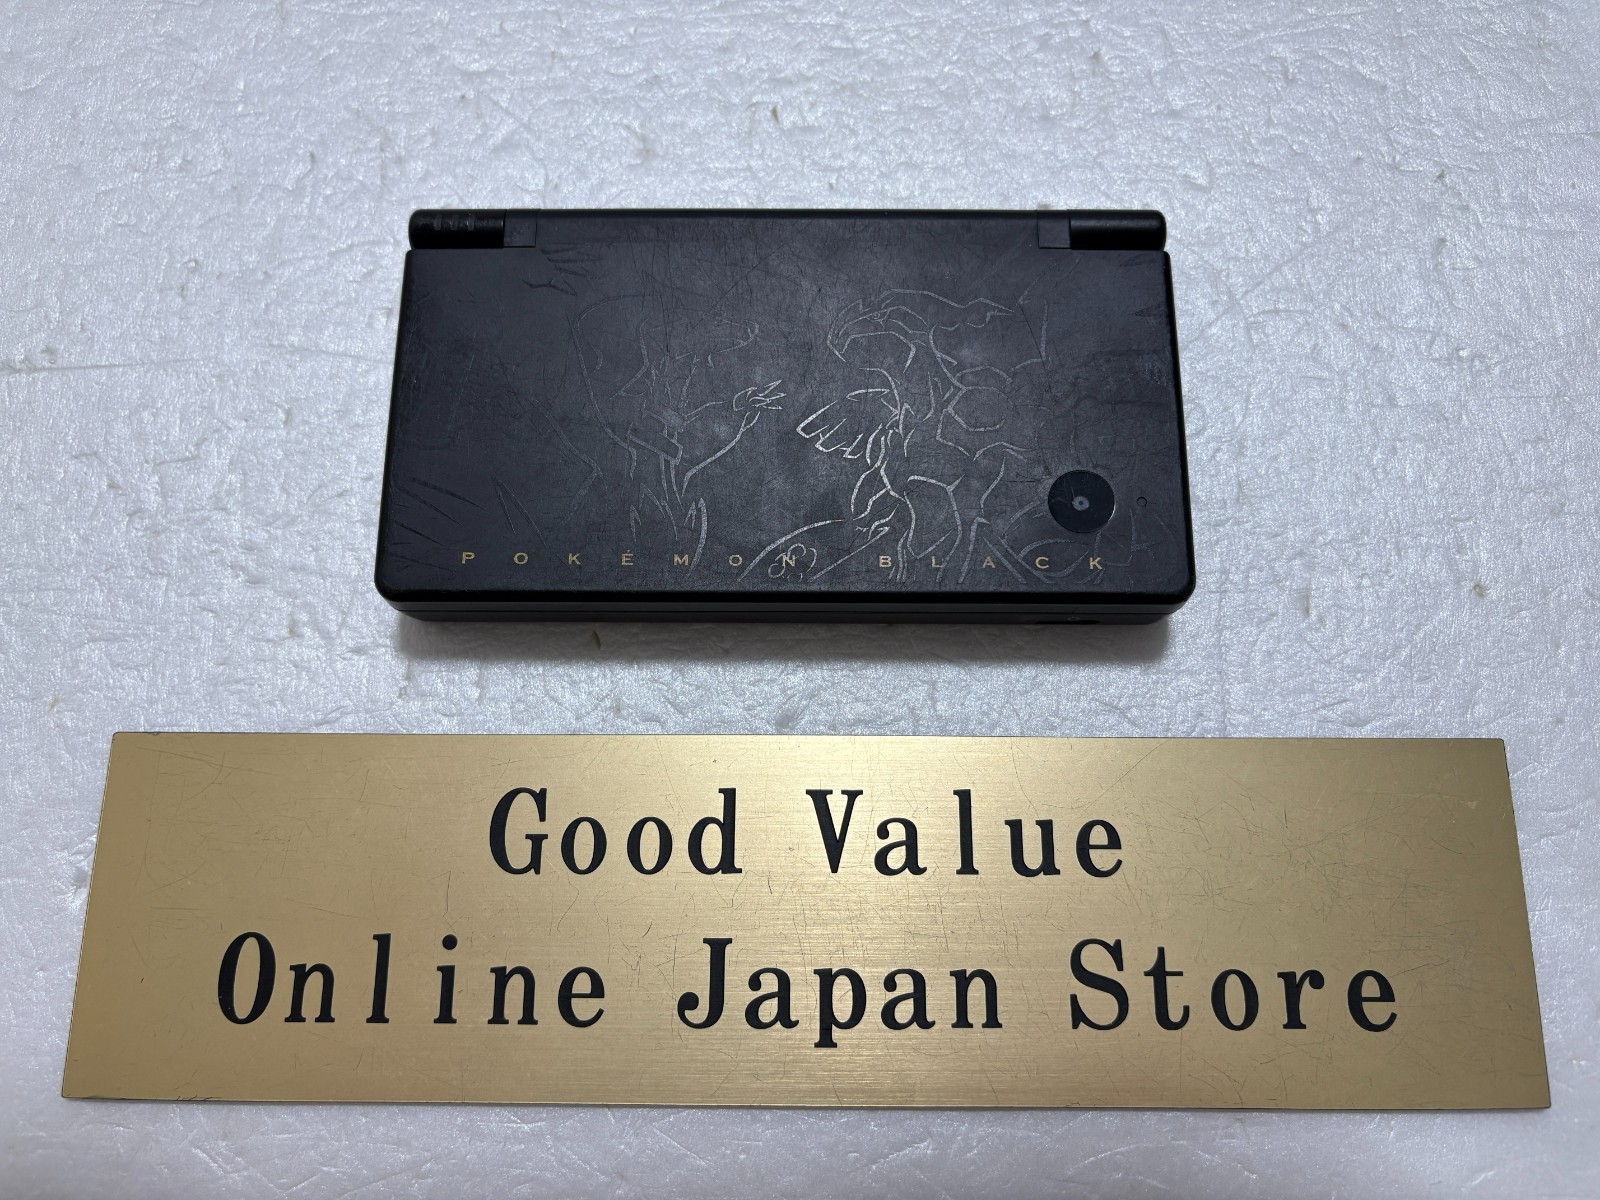 POKÉMON BLACK
Good Value
Online Japan Store